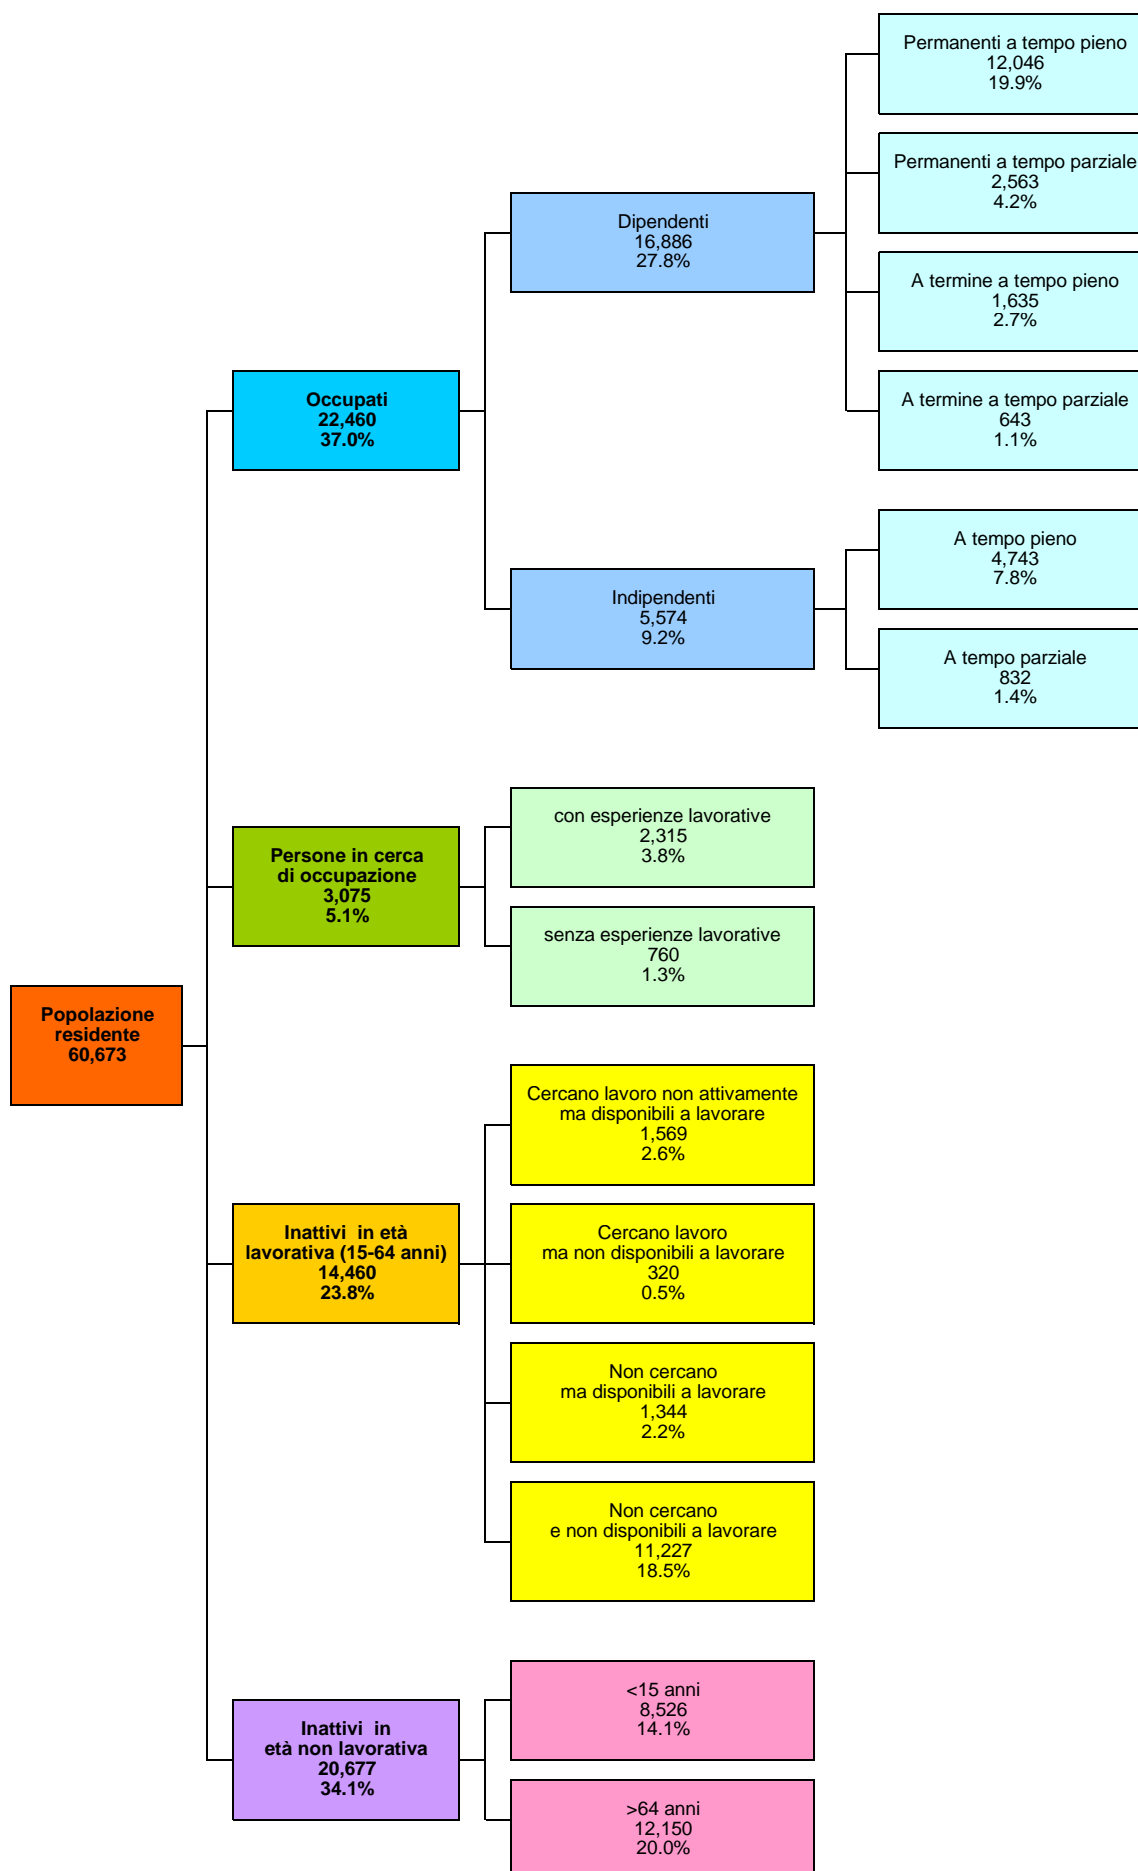 Popolazione
residente
60,673
Occupati
22,460
37.0%
Dipendenti
16,886
27.8%
Permanenti a tempo pieno
12,046
19.9%
Permanenti a tempo parziale
2,563
4.2%
A termine a tempo pieno
1,635
2.7%
A termine a tempo parziale
643
1.1%
Indipendenti
5,574
9.2%
A tempo pieno
4,743
7.8%
A tempo parziale
832
1.4%
Persone in cerca
di occupazione
3,075
5.1%
con esperienze lavorative
2,315
3.8%
senza esperienze lavorative
760
1.3%
Inattivi  in età
lavorativa (15-64 anni)
14,460
23.8%
Cercano lavoro non attivamente
ma disponibili a lavorare
1,569
2.6%
Cercano lavoro
ma non disponibili a lavorare
320
0.5%
Non cercano
ma disponibili a lavorare
1,344
2.2%
Non cercano
e non disponibili a lavorare
11,227
18.5%
Inattivi  in
età non lavorativa
20,677
34.1%
<15 anni
8,526
14.1%
>64 anni
12,150
20.0%